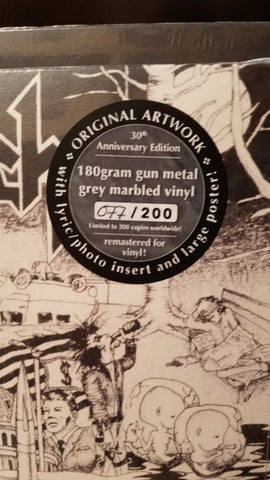 ORIGINAL ARTWORK
30th
Anniversary Edition
180gram gun metal
grey marbled vinyl
077/200
Limited to 200 copies worldwide!
remastered for
vinyl!
with lyric/photo insert and large poster!
$